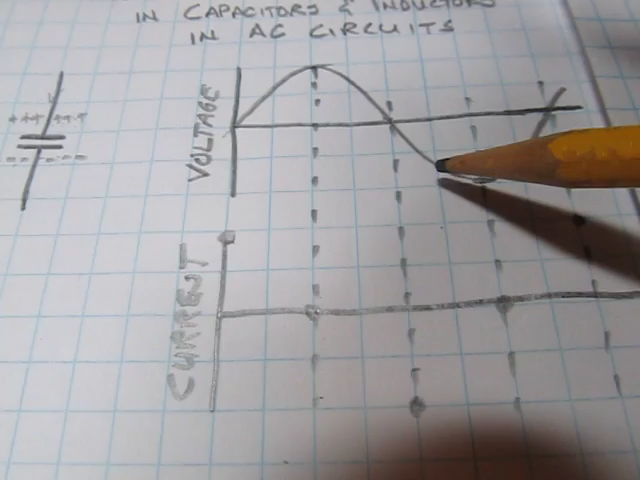 IN CAPACITORS & INDUCTORS
IN AC CIRCUITS
VOLTAGE
CURRENT